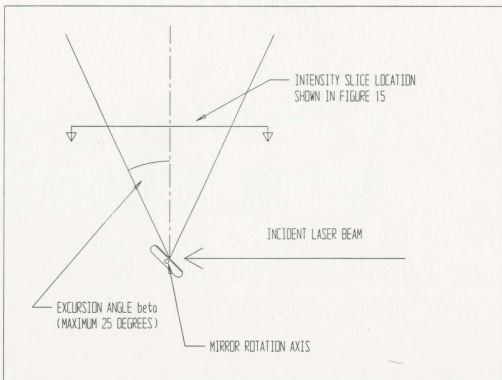 INTENSITY SLICE LOCATION
SHOWN IN FIGURE 15
INCIDENT LASER BEAM
EXCURSION ANGLE beta
(MAXIMUM 25 DEGREES)
MIRROR ROTATION AXIS